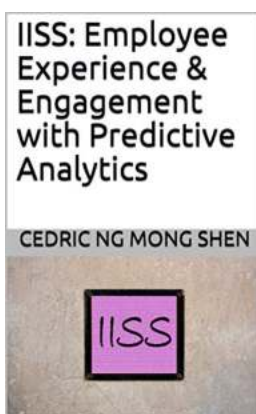 IISS: Employee
Experience &
Engagement
with Predictive
Analytics
CEDRIC NG MONG SHEN
IISS